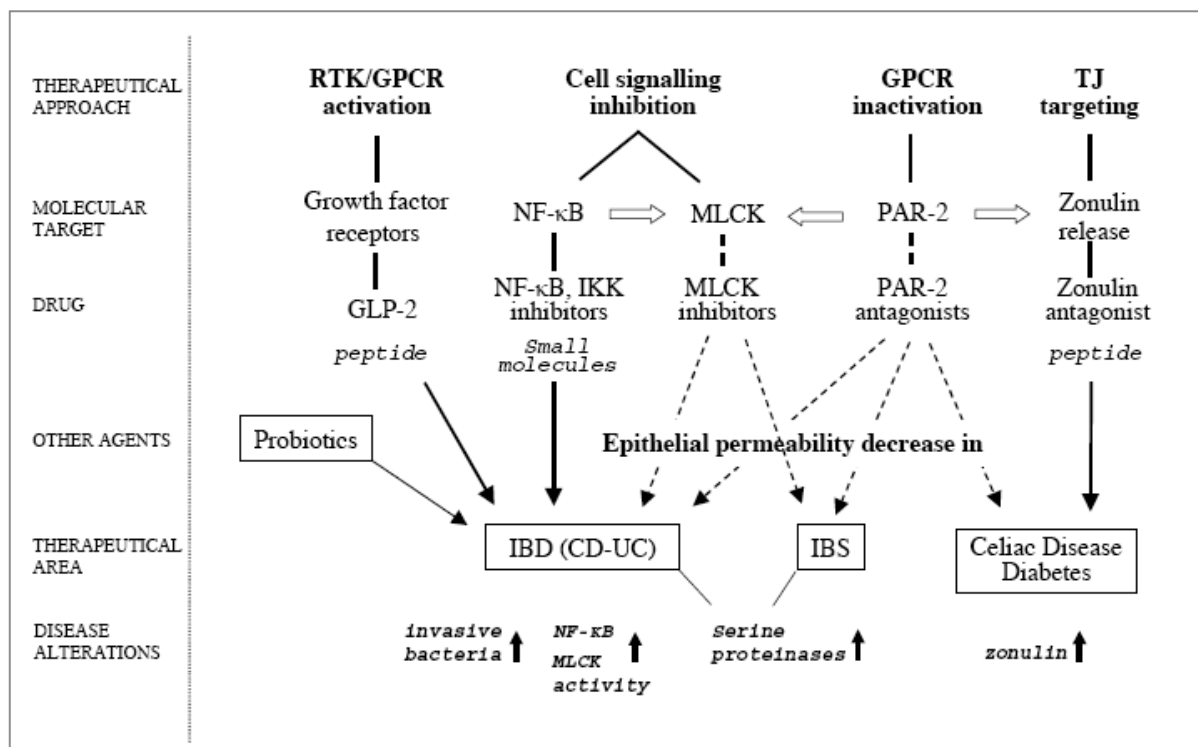 THERAPEUTICAL
APPROACH
RTK/GPCR
activation
Cell signalling
inhibition
GPCR
inactivation
TJ
targeting
MOLECULAR
TARGET
Growth factor
receptors
NF-κB
MLCK
PAR-2
Zonulin
release
DRUG
GLP-2
peptide
NF-κB, IKK
inhibitors
Small
molecules
MLCK
inhibitors
PAR-2
antagonists
Zonulin
antagonist
peptide
OTHER AGENTS
Probiotics
Epithelial permeability decrease in
THERAPEUTICAL
AREA
IBD (CD-UC)
IBS
Celiac Disease
Diabetes
DISEASE
ALTERATIONS
invasive
bacteria
NF-κB
MLCK
activity
Serine
proteinases
zonulin